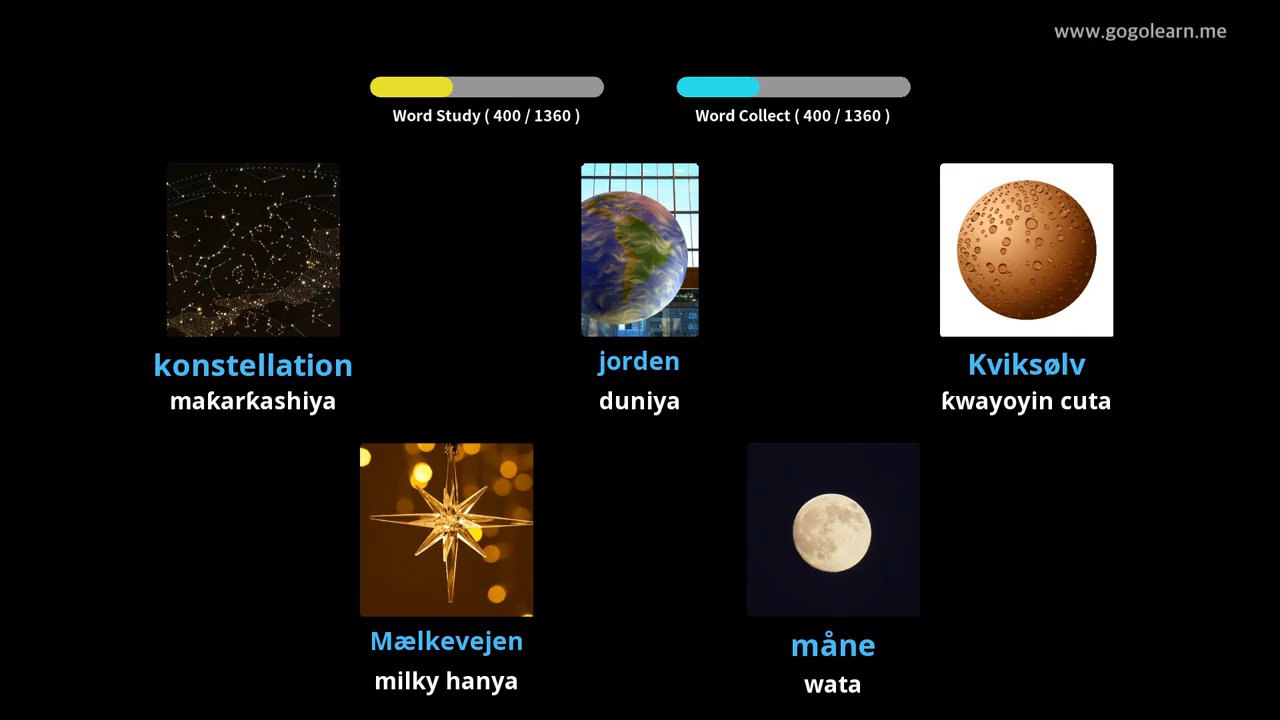 www.gogolearn.me
Word Study ( 400 / 1360 )
Word Collect ( 400 / 1360 )
konstellation
maƙarƙashiya
jorden
duniya
Kviksølv
ƙwayoyin cuta
Mælkevejen
milky hanya
måne
wata